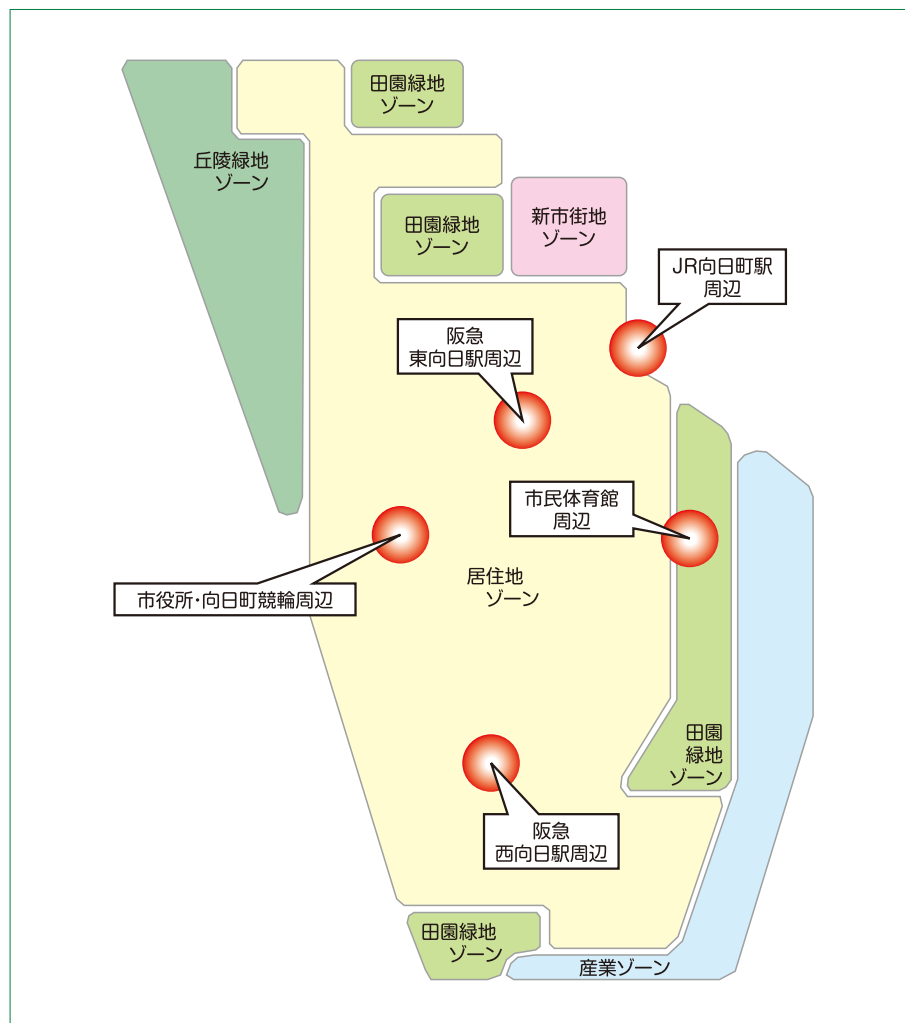 田園緑地
ゾーン
丘陵緑地
ゾーン
田園緑地
ゾーン
新市街地
ゾーン
JR向日町駅
周辺
阪急
東向日駅周辺
市民体育館
周辺
居住地
ゾーン
市役所・向日町競輪周辺
田園
緑地
ゾーン
阪急
西向日駅周辺
田園緑地
ゾーン
産業ゾーン